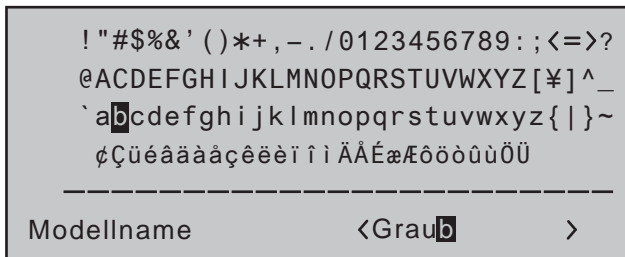 !"#$%&'()*+,–./0123456789:;<=>?
@ACDEFGHIJKLMNOPQRSTUVWXYZ[¥]^_
`abcdefghijklmnopqrstuvwxyz{|}~
¢ÇüéâäàåçêëèïîìÄÅÉæÆôöòûùÖÜ
Modellname <Graub >